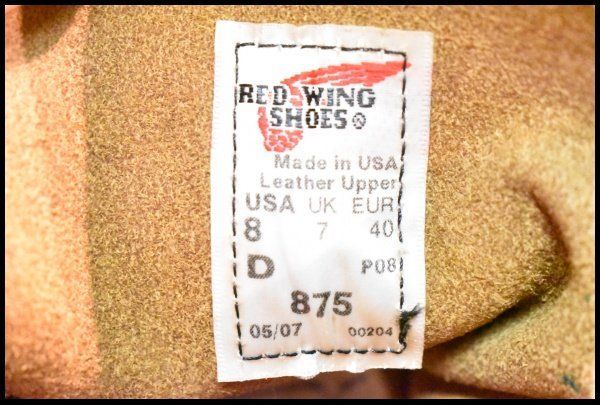 RED WING
SHOES®
Made in USA
Leather Upper
USA UK EUR
8 7 40
D P08
875
05/07 00204